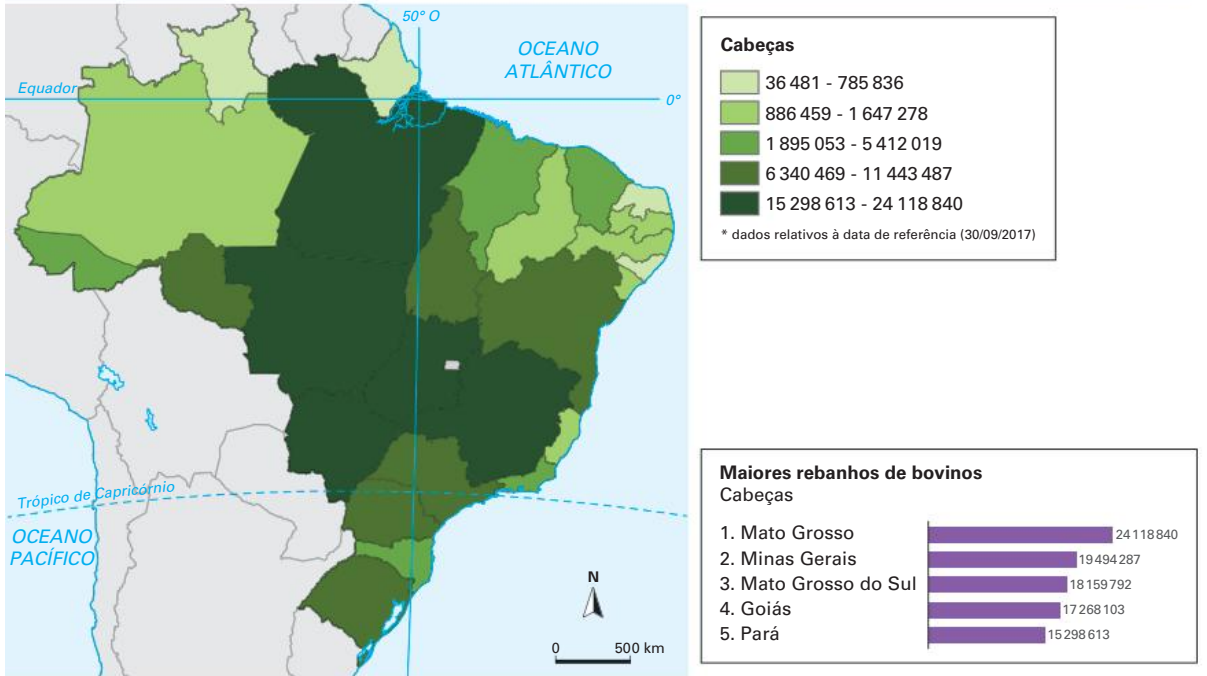 50° O
OCEANO
ATLÂNTICO
Equador
0°
Trópico de Capricórnio
OCEANO
PACÍFICO
N
0 500 km
Cabeças
36 481 - 785 836
886 459 - 1 647 278
1 895 053 - 5 412 019
6 340 469 - 11 443 487
15 298 613 - 24 118 840
* dados relativos à data de referência (30/09/2017)
Maiores rebanhos de bovinos
Cabeças
1. Mato Grosso 24 118 840
2. Minas Gerais 19 494 287
3. Mato Grosso do Sul 18 159 792
4. Goiás 17 268 103
5. Pará 15 298 613